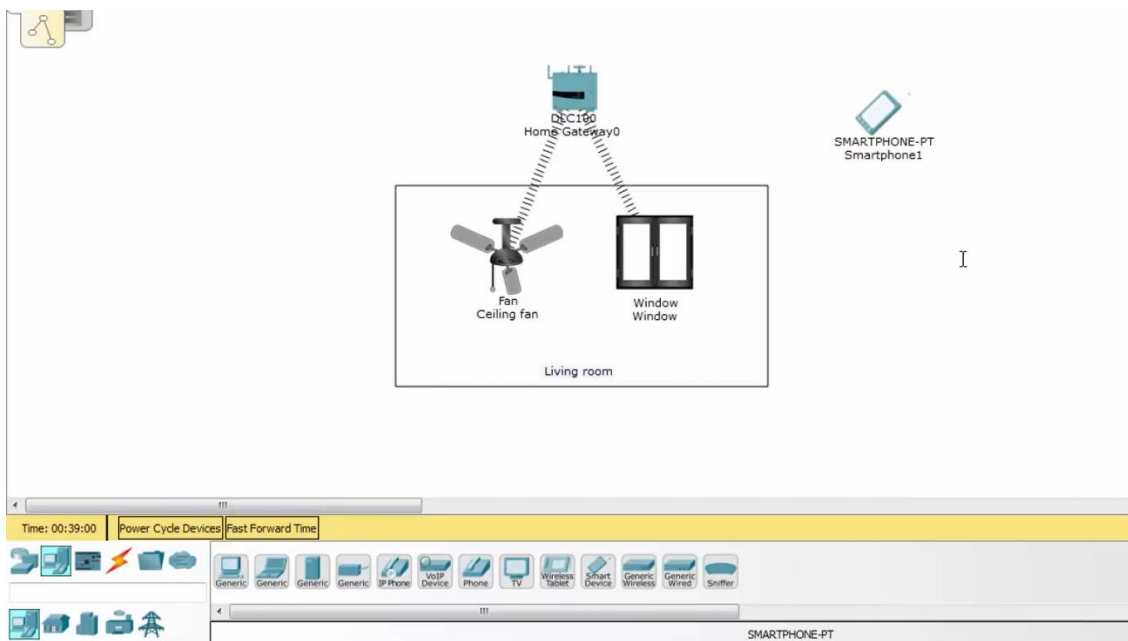 DLC100
Home Gateway0
SMARTPHONE-PT
Smartphone1
Fan
Ceiling fan
Window
Window
Living room
Time: 00:39:00
Power Cycle Devices
Fast Forward Time
Generic
Generic
Generic
Generic
IP Phone
VoIP
Device
Phone
TV
Wireless
Tablet
Smart
Device
Generic
Wireless
Generic
Wired
Sniffer
SMARTPHONE-PT